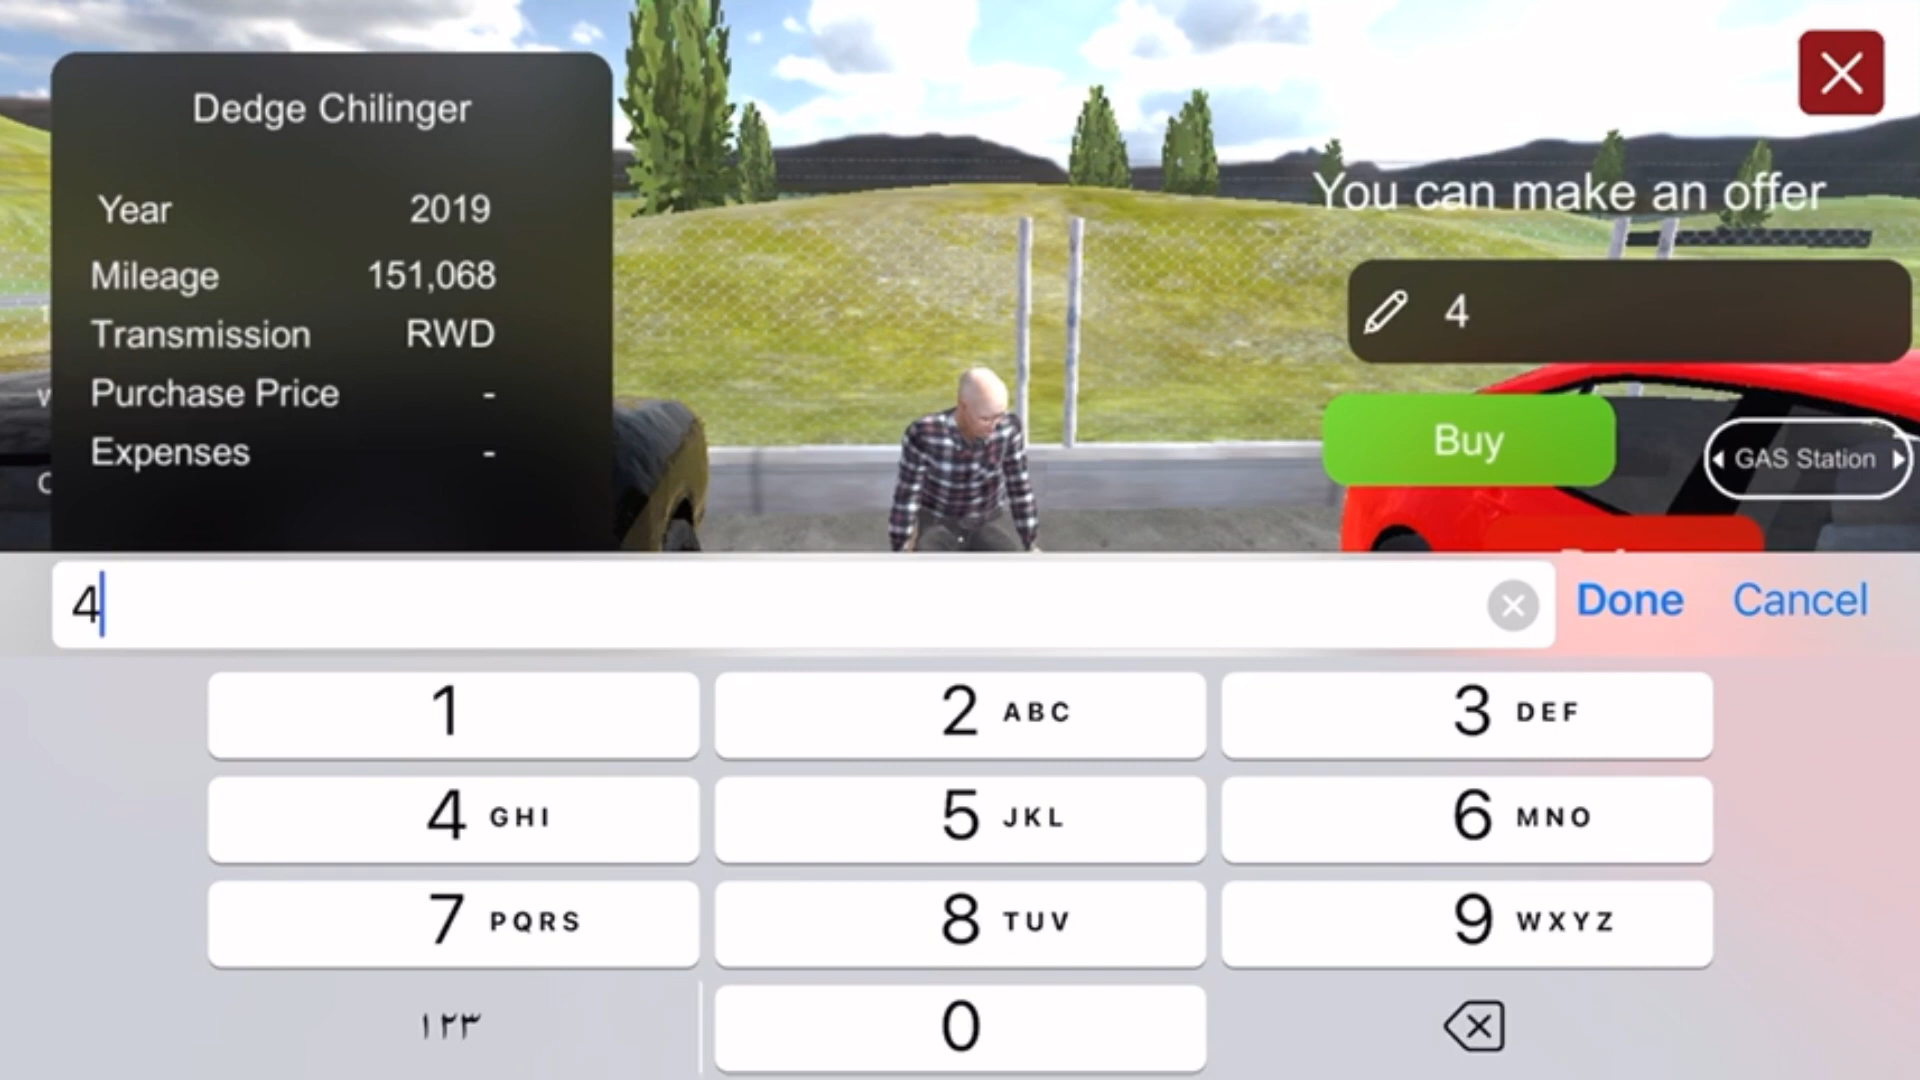 Dedge Chilinger
Year 2019
Mileage 151,068
Transmission RWD
Purchase Price -
Expenses -
You can make an offer
4
Buy
GAS Station
4
Done Cancel
1
2 ABC
3 DEF
4 GHI
5 JKL
6 MNO
7 PQRS
8 TUV
9 WXYZ
١٢٣
0